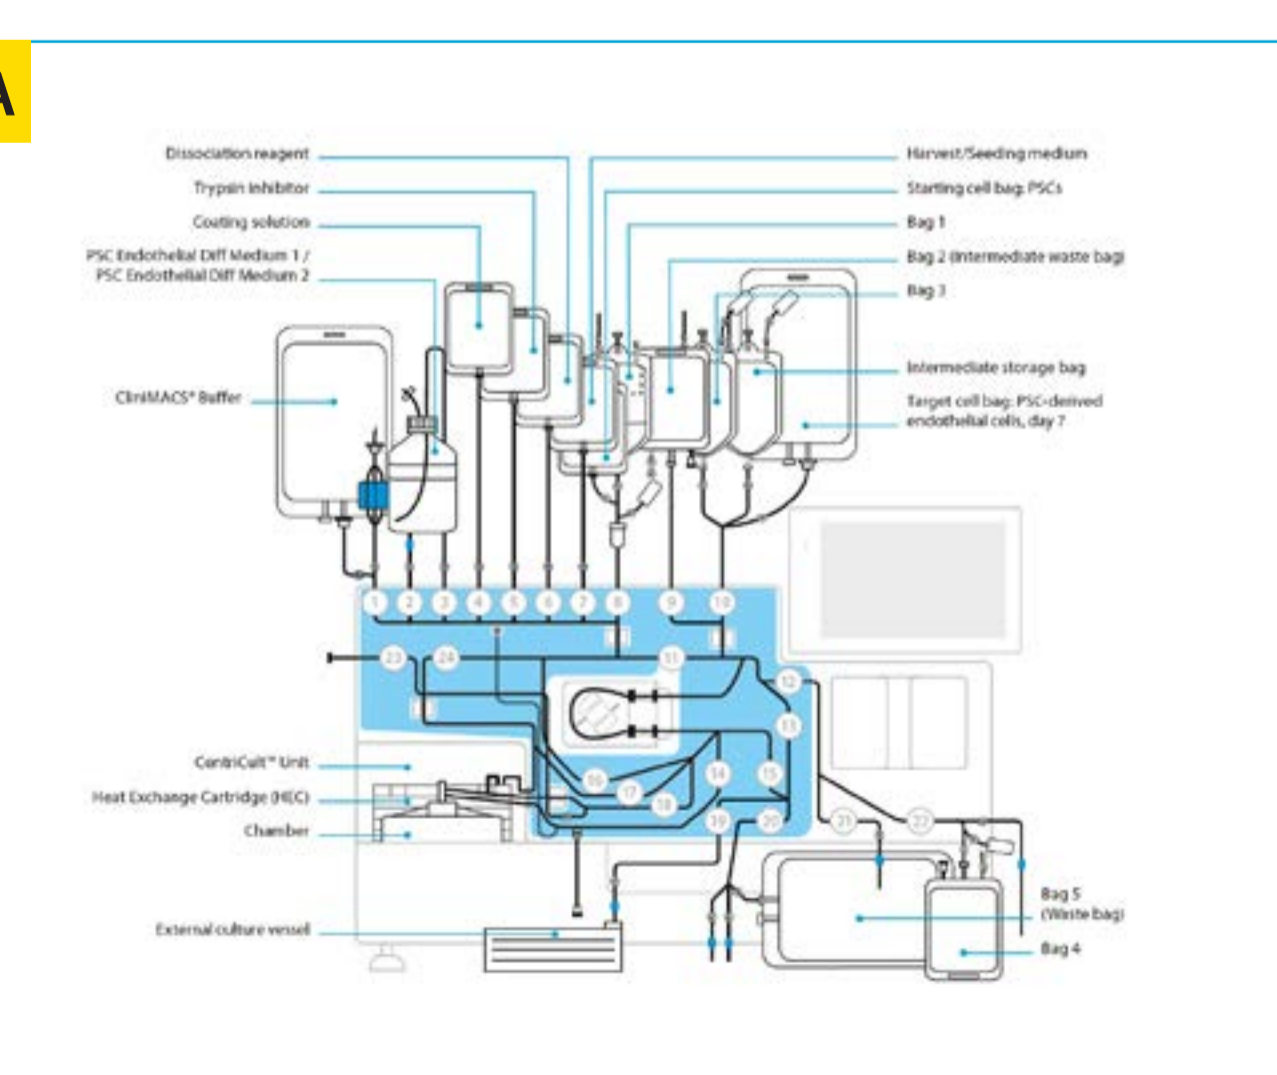 A
Dissociation reagent
Trypsin inhibitor
Coating solution
PSC Endothelial Diff Medium 1 /
PSC Endothelial Diff Medium 2
CliniMACS® Buffer
Harvest/Seeding medium
Starting cell bag: PSCs
Bag 1
Bag 2 (Intermediate waste bag)
Bag 3
Intermediate storage bag
Target cell bag: PSC-derived
endothelial cells, day 7
1 2 3 4 5 6 7 8 9 10
23 24 11
12
13
14 15
16
17
18
19 20 21 22
CentriCult™ Unit
Heat Exchange Cartridge (HEC)
Chamber
External culture vessel
Bag 5
(Waste bag)
Bag 4